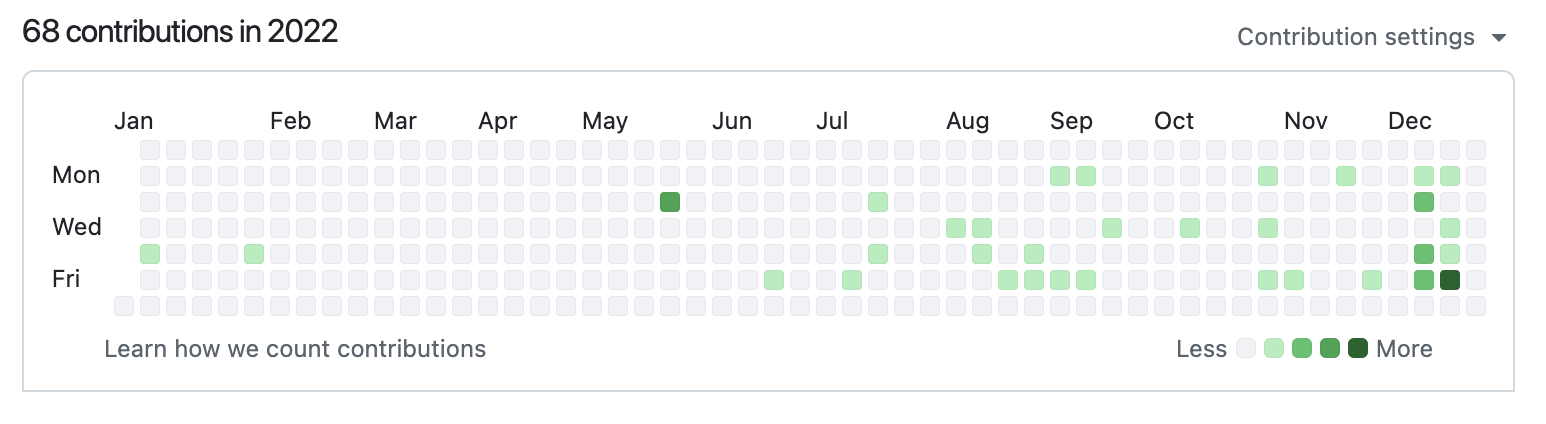 68 contributions in 2022
Contribution settings
Jan Feb Mar Apr May Jun Jul Aug Sep Oct Nov Dec
Mon
Wed
Fri
Learn how we count contributions
Less More